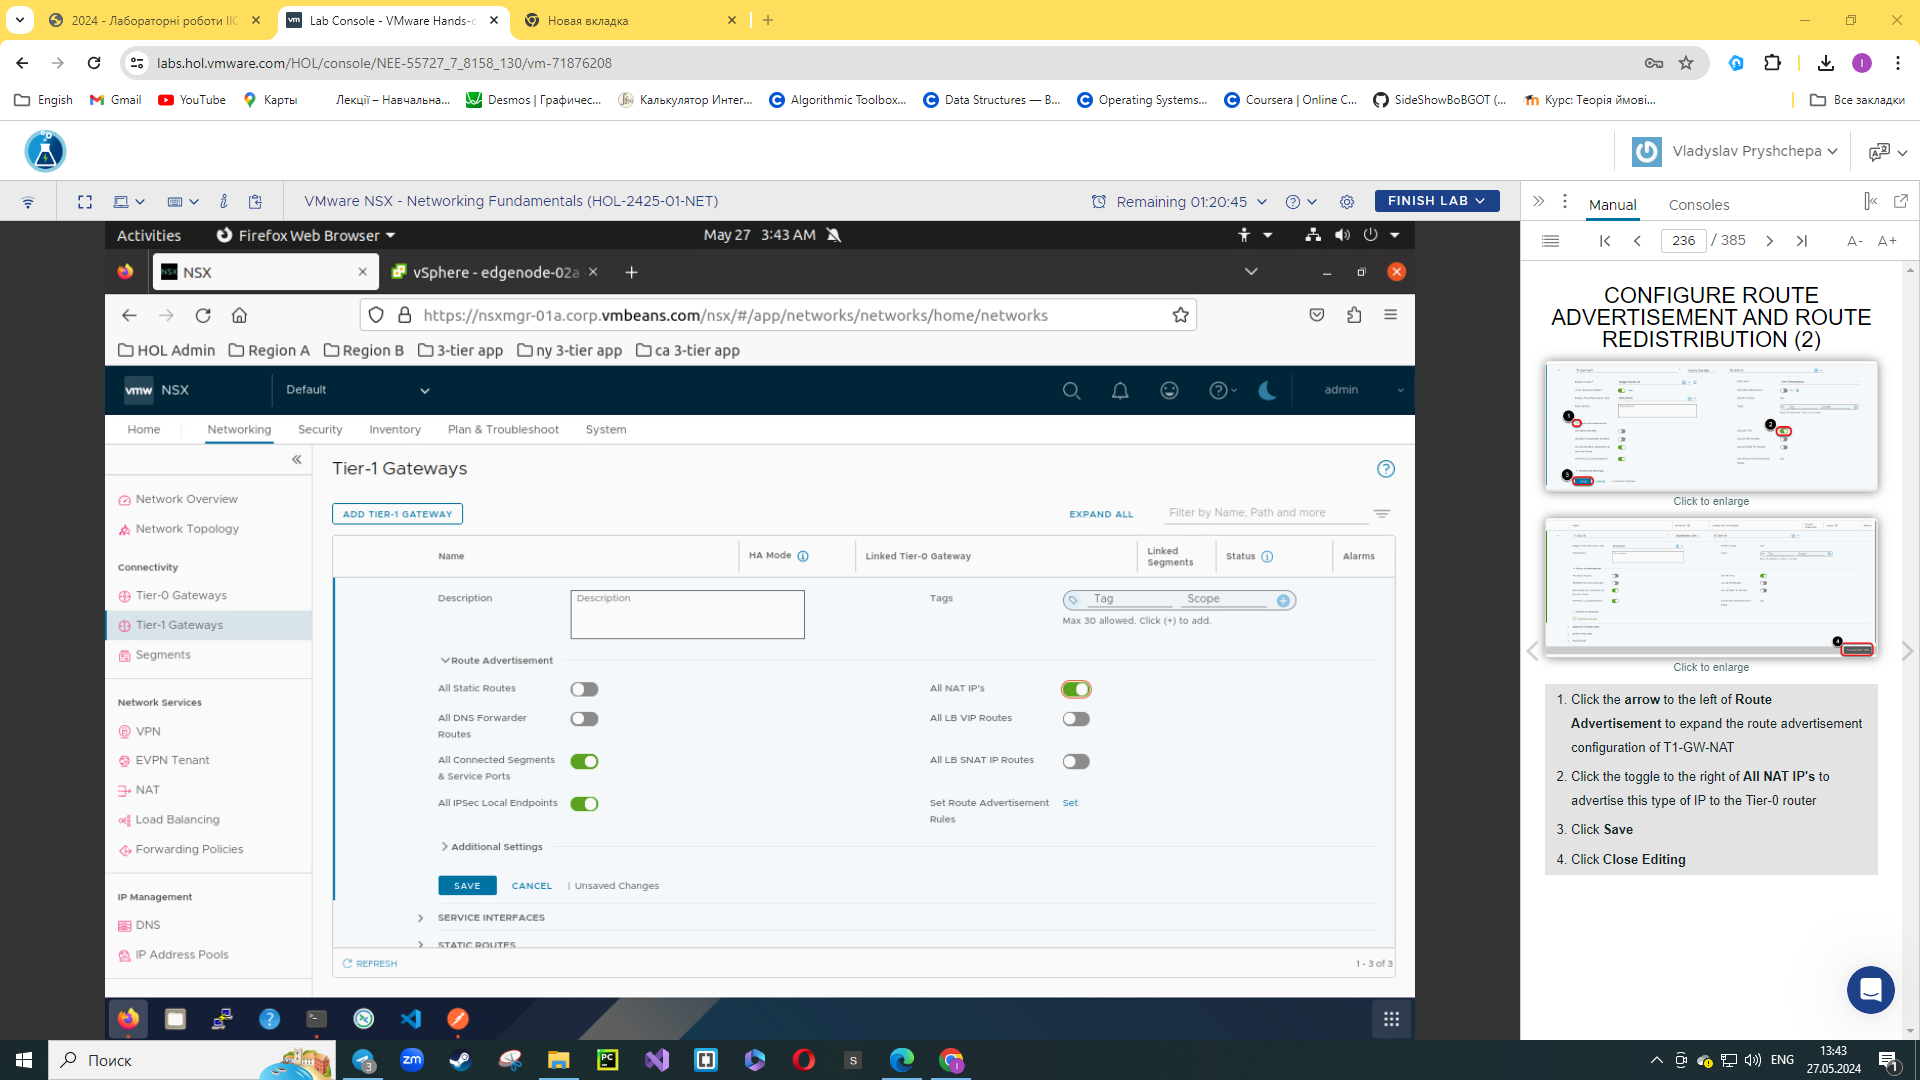 2024 - Лабораторні роботи ІІС
Lab Console - VMware Hands-o
Новая вкладка
labs.hol.vmware.com/HOL/console/NEE-55727_7_8158_130/vm-71876208
Engish
Gmail
YouTube
Карты
Лекції – Навчальна...
Desmos | Графичес...
Калькулятор Интег...
Algorithmic Toolbox...
Data Structures — B...
Operating Systems...
Coursera | Online C...
SideShowBoBGOT (...
Курс: Теорія ймові...
Все закладки
Vladyslav Pryshchepa
VMware NSX - Networking Fundamentals (HOL-2425-01-NET)
Remaining 01:20:45
FINISH LAB
Manual
Consoles
236 / 385
A-
A+
Activities
Firefox Web Browser
May 27 3:43 AM
NSX
vSphere - edgenode-02a
https://nsxmgr-01a.corp.vmbeans.com/nsx/#/app/networks/networks/home/networks
HOL Admin
Region A
Region B
3-tier app
ny 3-tier app
ca 3-tier app
vmw NSX
Default
admin
Home
Networking
Security
Inventory
Plan & Troubleshoot
System
Network Overview
Network Topology
Connectivity
Tier-0 Gateways
Tier-1 Gateways
Segments
Network Services
VPN
EVPN Tenant
NAT
Load Balancing
Forwarding Policies
IP Management
DNS
IP Address Pools
Tier-1 Gateways
ADD TIER-1 GATEWAY
EXPAND ALL
Filter by Name, Path and more
Name
HA Mode
Linked Tier-0 Gateway
Linked
Segments
Status
Alarms
Description
Description
Tags
Tag
Scope
Max 30 allowed. Click (+) to add.
Route Advertisement
All Static Routes
All NAT IP's
All DNS Forwarder
Routes
All LB VIP Routes
All Connected Segments
& Service Ports
All LB SNAT IP Routes
All IPSec Local Endpoints
Set Route Advertisement
Rules
Set
Additional Settings
SAVE
CANCEL
| Unsaved Changes
SERVICE INTERFACES
STATIC ROUTES
REFRESH
1 - 3 of 3
CONFIGURE ROUTE
ADVERTISEMENT AND ROUTE
REDISTRIBUTION (2)
1
2
3
Click to enlarge
4
Click to enlarge
1. Click the arrow to the left of Route
Advertisement to expand the route advertisement
configuration of T1-GW-NAT
2. Click the toggle to the right of All NAT IP's to
advertise this type of IP to the Tier-0 router
3. Click Save
4. Click Close Editing
Поиск
3
zm
PC
S
ENG
13:43
27.05.2024
1